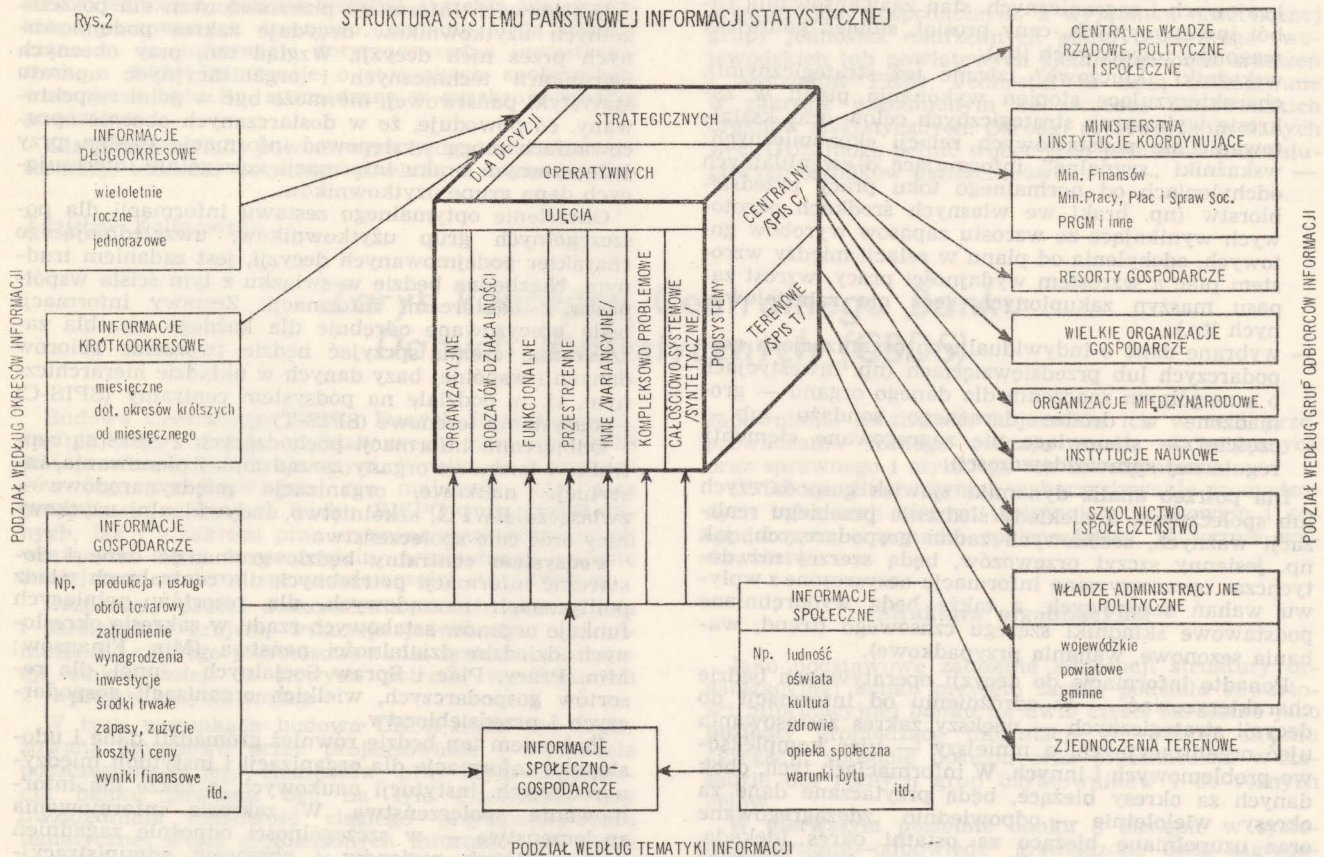 Rys.2
STRUKTURA SYSTEMU PAŃSTWOWEJ INFORMACJI STATYSTYCZNEJ
PODZIAŁ WEDŁUG OKRESÓW INFORMACJI
INFORMACJE
DŁUGOOKRESOWE
wieloletnie
roczne
jednorazowe
INFORMACJE
KRÓTKOOKRESOWE
miesięczne
dot. okresów krótszych
od miesięcznego
INFORMACJE
GOSPODARCZE
Np. produkcja i usługi
obrót towarowy
zatrudnienie
wynagrodzenia
inwestycje
środki trwałe
zapasy, zużycie
koszty i ceny
wyniki finansowe
itd.
DLA DECYZJI
STRATEGICZNYCH
OPERATYWNYCH
UJĘCIA
ORGANIZACYJNE
RODZAJÓW DZIAŁALNOŚCI
FUNKCJONALNE
PRZESTRZENNE
INNE /WARIANCYJNE/
KOMPLEKSOWO PROBLEMOWE
CAŁOŚCIOWO-SYSTEMOWE
/SYNTETYCZNE/
PODSYSTEMY:
CENTRALNY
/SPIS C/
TERENOWE
/SPIS T/
INFORMACJE
SPOŁECZNO-
GOSPODARCZE
INFORMACJE
SPOŁECZNE
Np. ludność
oświata
kultura
zdrowie
opieka społeczna
warunki bytu
itd.
PODZIAŁ WEDŁUG TEMATYKI INFORMACJI
CENTRALNE WŁADZE
RZĄDOWE, POLITYCZNE
I SPOŁECZNE
MINISTERSTWA
I INSTYTUCJE KOORDYNUJĄCE
Min. Finansów
Min.Pracy, Płac i Spraw Soc.
PKGM i inne
RESORTY GOSPODARCZE
WIELKIE ORGANIZACJE
GOSPODARCZE
ORGANIZACJE MIĘDZYNARODOWE
INSTYTUCJE NAUKOWE
SZKOLNICTWO
I SPOŁECZEŃSTWO
WŁADZE ADMINISTRACYJNE
I POLITYCZNE
wojewódzkie
powiatowe
gminne
ZJEDNOCZENIA TERENOWE
PODZIAŁ WEDŁUG GRUP ODBIORCÓW INFORMACJI